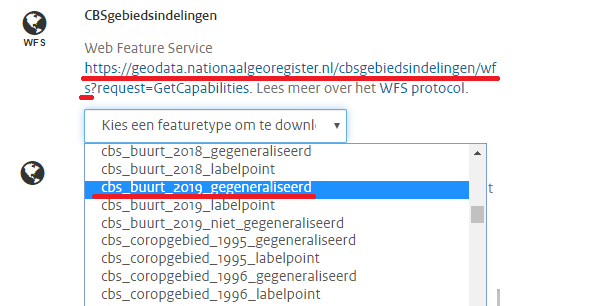 CBSgebiedsindelingen
WFS
Web Feature Service
https://geodata.nationaalgeoregister.nl/cbsgebiedsindelingen/wf
s?request=GetCapabilities. Lees meer over het WFS protocol.
Kies een featuretype om te downl
cbs_buurt_2018_gegeneraliseerd
cbs_buurt_2018_labelpoint
cbs_buurt_2019_gegeneraliseerd
t
cbs_buurt_2019_labelpoint
cbs_buurt_2019_niet_gegeneraliseerd
cbs_coropgebied_1995_gegeneraliseerd
cbs_coropgebied_1995_labelpoint
cbs_coropgebied_1996_gegeneraliseerd
cbs_coropgebied_1996_labelpoint